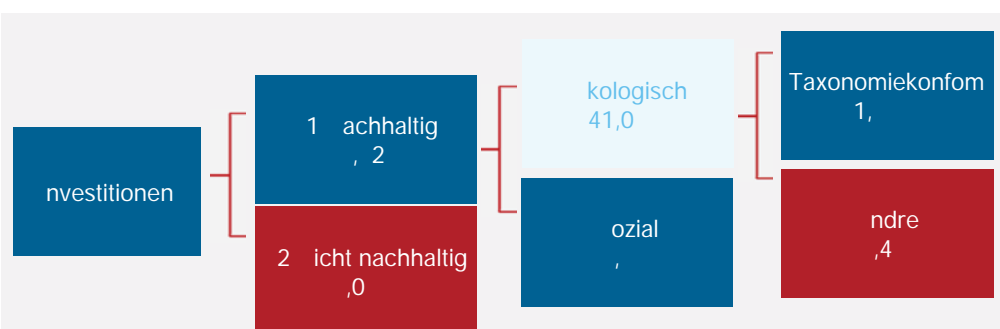 nvestitionen
1 achhaltig
, 2
2 icht nachhaltig
,0
kologisch
41,0
ozial
,
Taxonomiekonfom
1,
ndre
,4